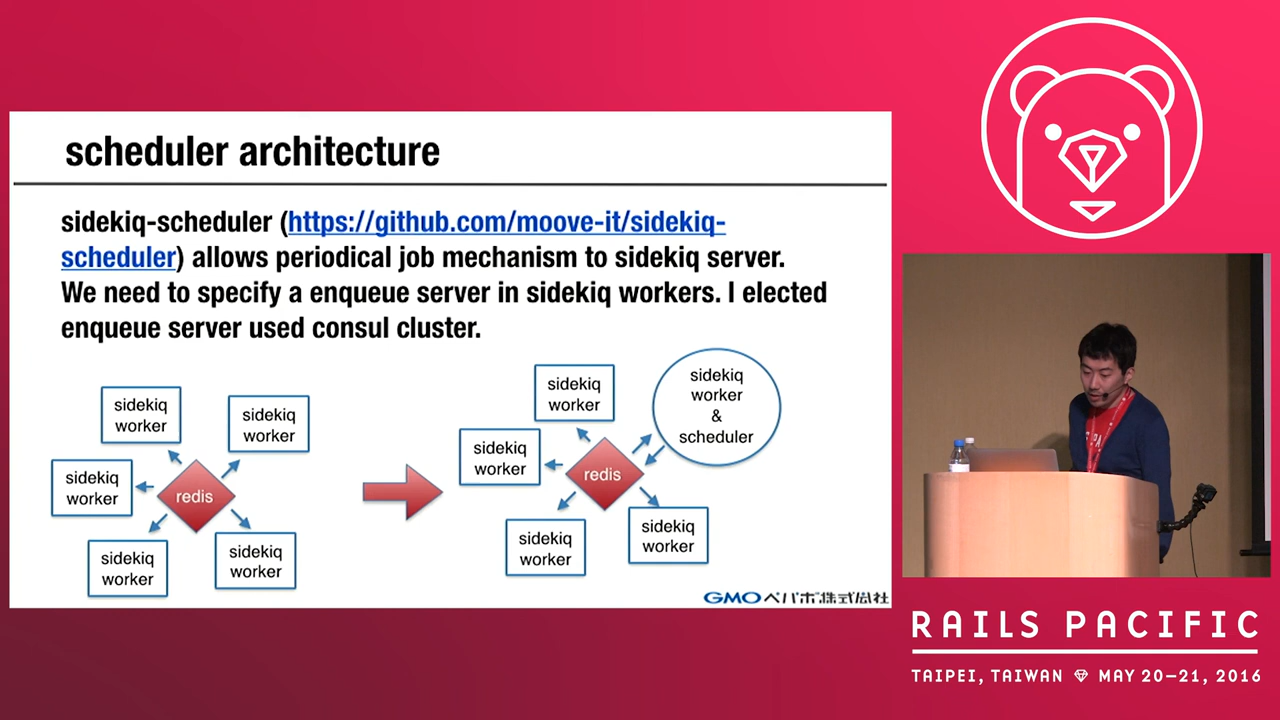 scheduler architecture
sidekiq-scheduler (https://github.com/moove-it/sidekiq-
scheduler) allows periodical job mechanism to sidekiq server.
We need to specify a enqueue server in sidekiq workers. I elected
enqueue server used consul cluster.
sidekiq
worker
sidekiq
worker
sidekiq
worker
redis
sidekiq
worker
sidekiq
worker
sidekiq
worker
sidekiq
worker
&
scheduler
sidekiq
worker
redis
sidekiq
worker
sidekiq
worker
GMOペパボ株式会社
RAILS PACIFIC
TAIPEI, TAIWAN MAY 20–21, 2016